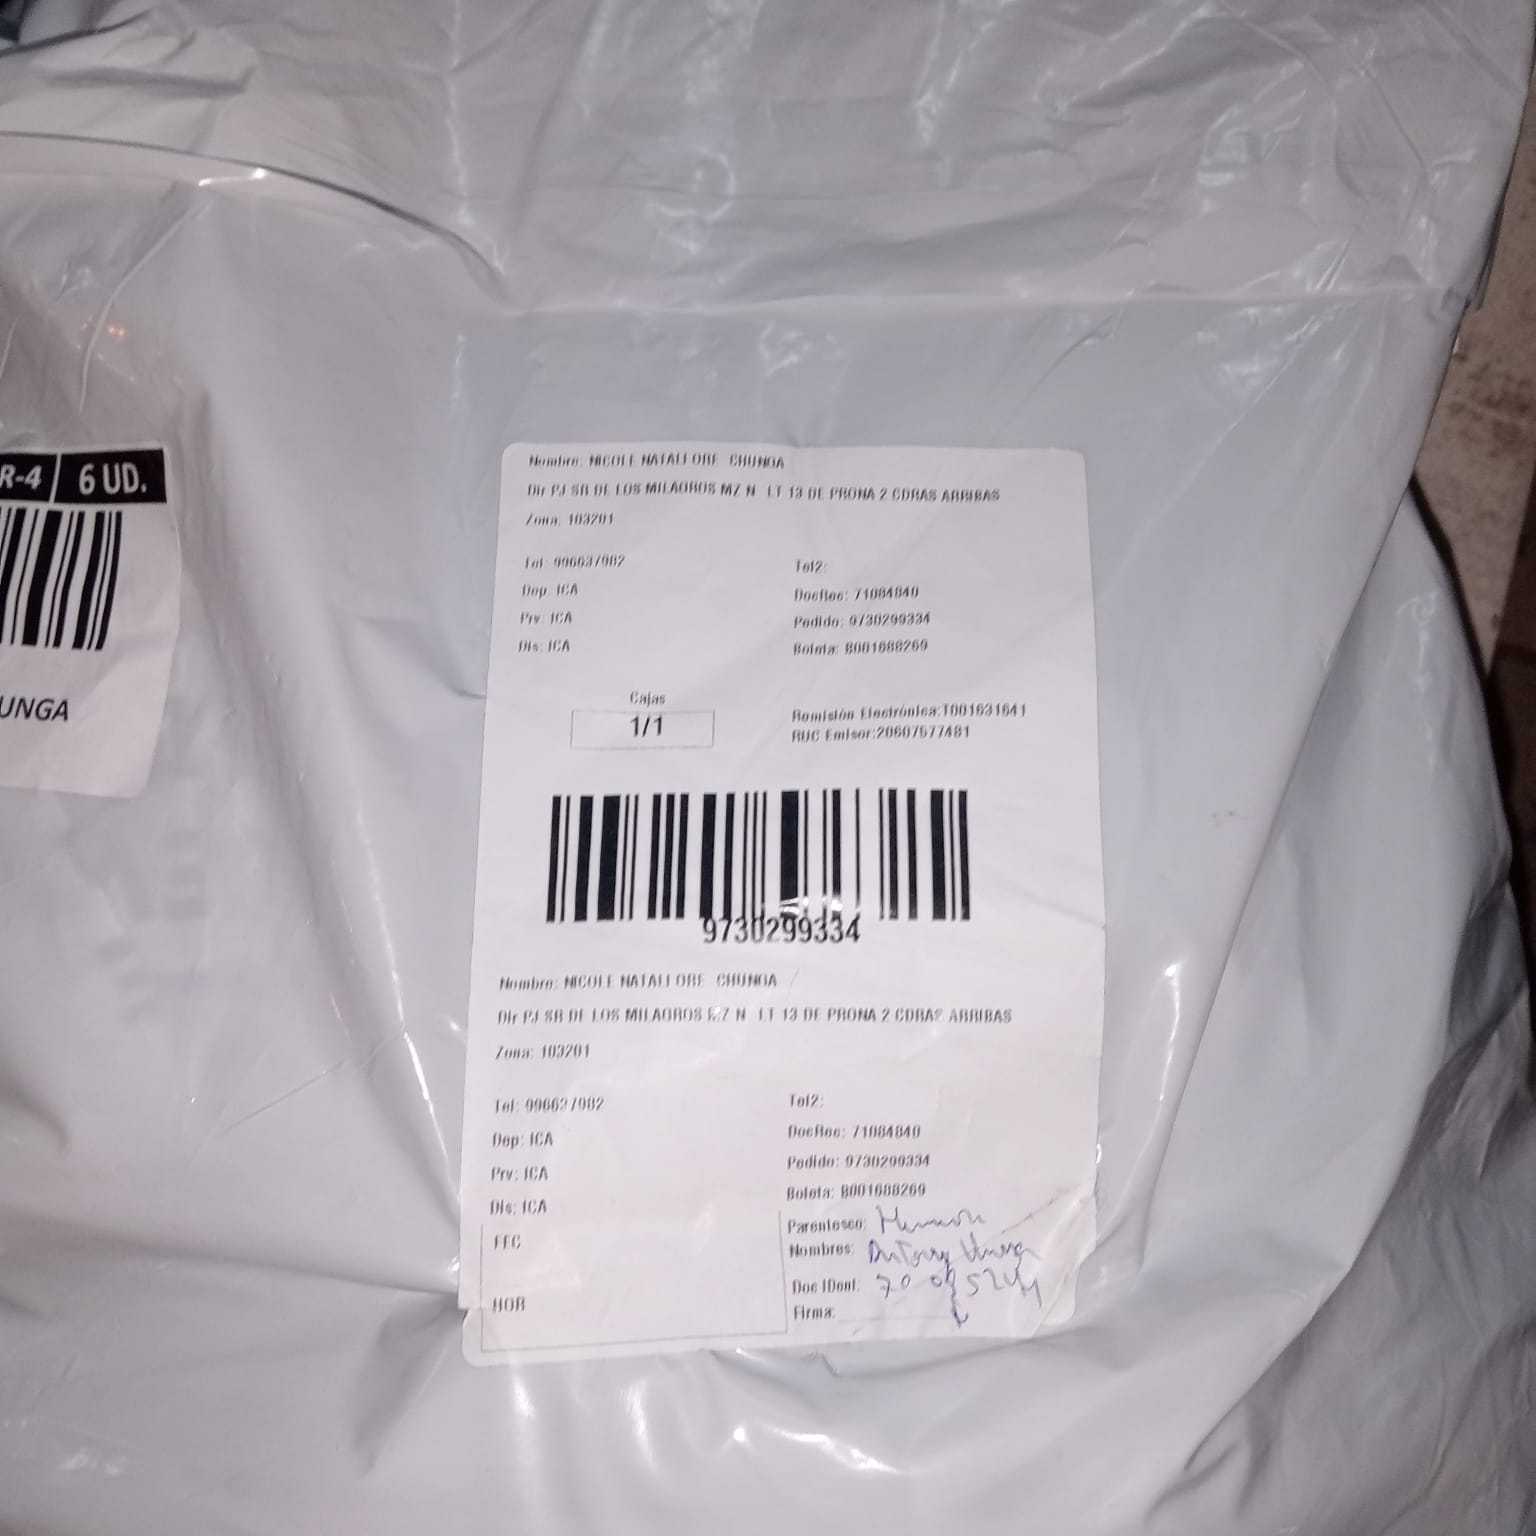 R-4 6 UD.
UNGA
Nombre: NICOLE NATALI ORE CHUNGA
Dir PJ SR DE LOS MILAGROS MZ N LT 13 DE PRONA 2 CDRAS ARRIBAS
Zona: 103201
Tel: 996637982
Tel2:
Dep: ICA
DocRec: 71084840
Prv: ICA
Pedido: 9730299334
Dis: ICA
Boleta: B001688269
Cajas
1/1
Remisión Electrónica:T001631641
RUC Emisor:20607577481
9730299334
Nombre: NICOLE NATALI ORE CHUNGA
Dir PJ SR DE LOS MILAGROS MZ N LT 13 DE PRONA 2 CDRAS ARRIBAS
Zona: 103201
Tel: 996637982
Tel2:
Dep: ICA
DocRec: 71084840
Prv: ICA
Pedido: 9730299334
Dis: ICA
Boleta: B001688269
FEC
Parentesco:
Nombres:
Doc IDent.
HOR
Firma: